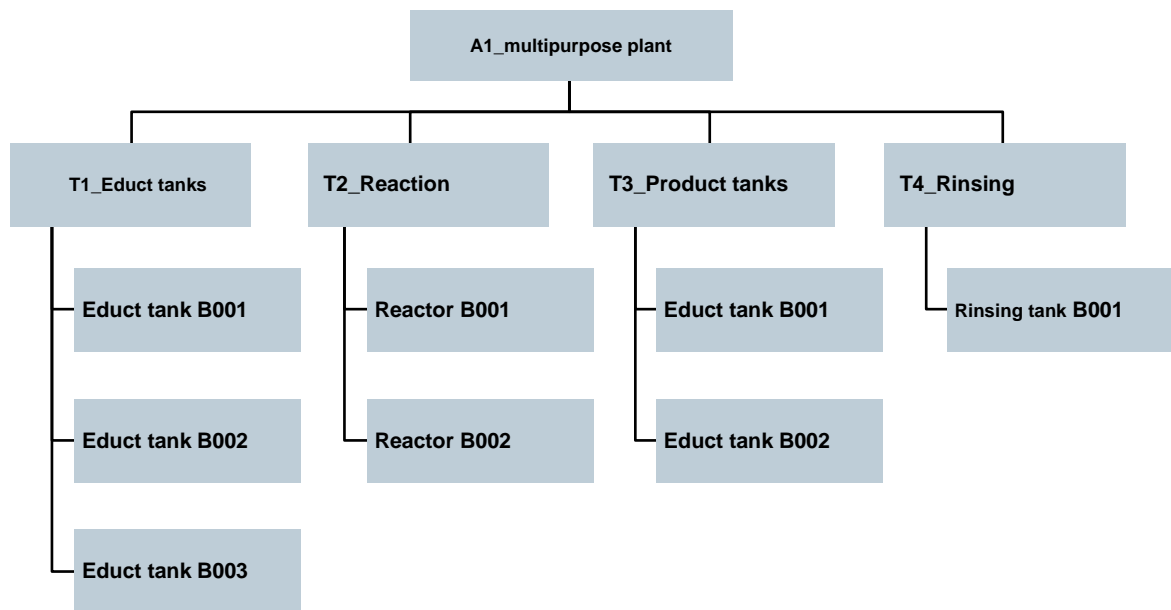 A1_multipurpose plant
T1_Educt tanks
T2_Reaction
T3_Product tanks
T4_Rinsing
Educt tank B001
Reactor B001
Educt tank B001
Rinsing tank B001
Educt tank B002
Reactor B002
Educt tank B002
Educt tank B003